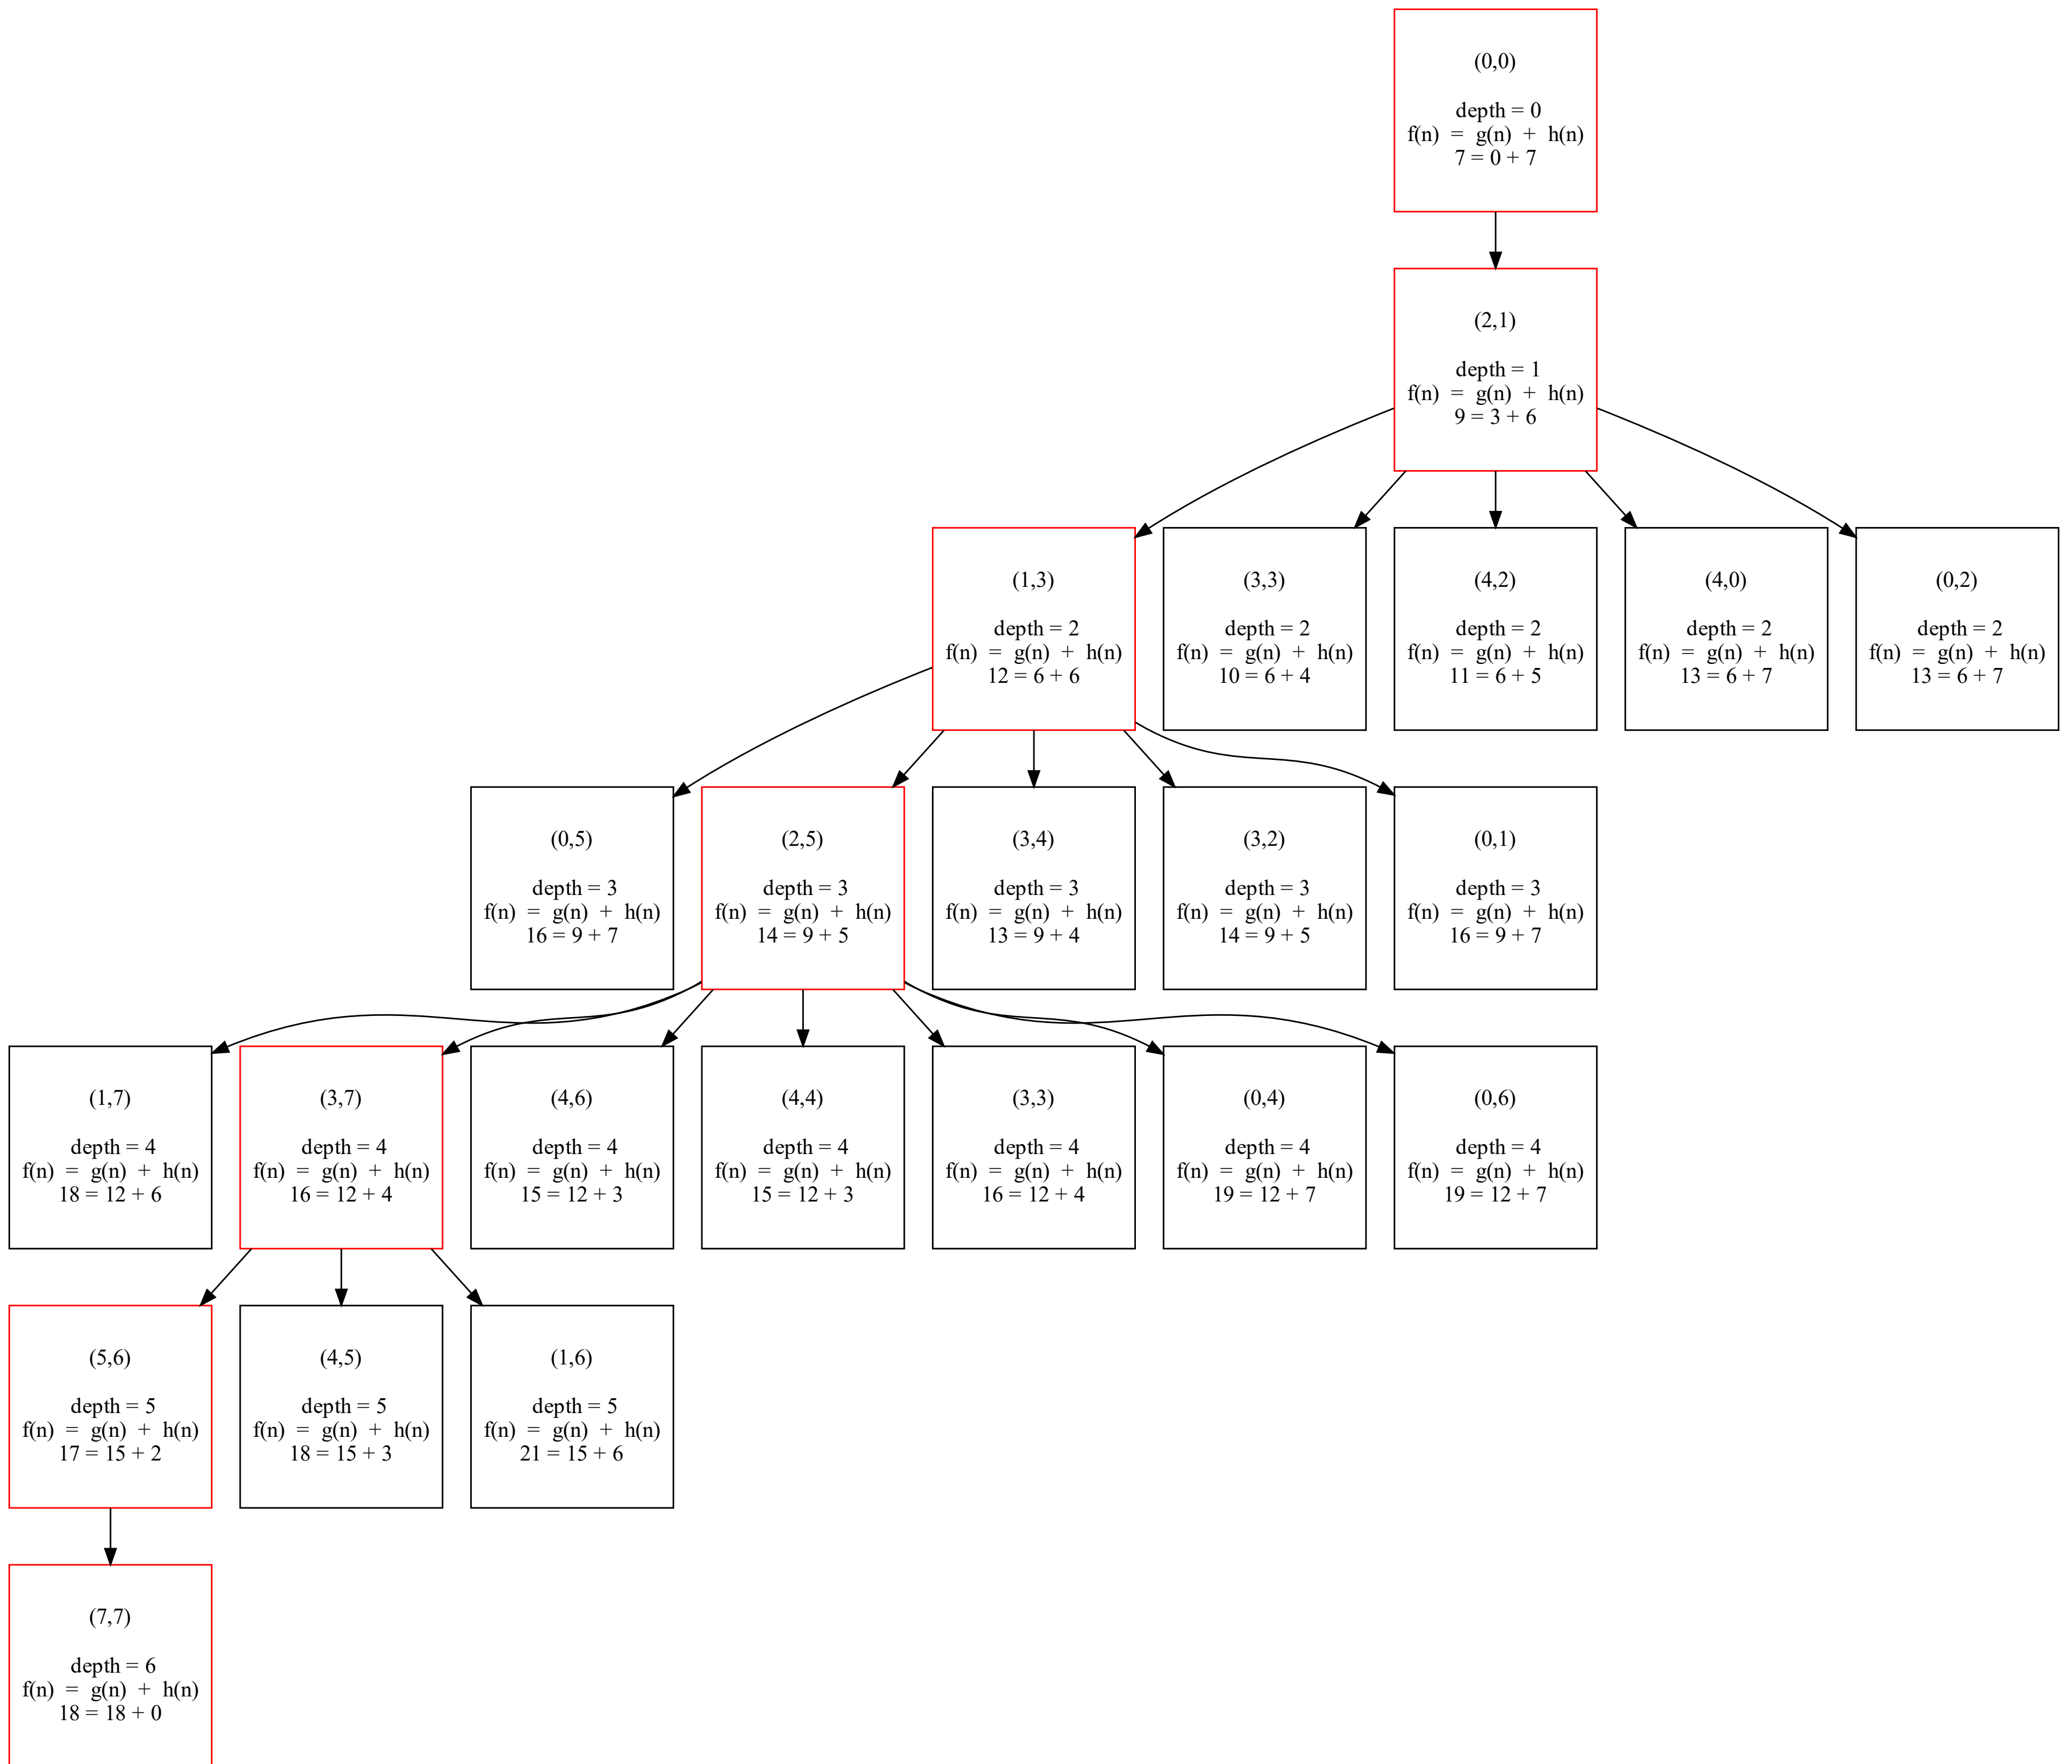 (0,0)
depth = 0
f(n) = g(n) + h(n)
7 = 0 + 7
(2,1)
depth = 1
f(n) = g(n) + h(n)
9 = 3 + 6
(1,3)
depth = 2
f(n) = g(n) + h(n)
12 = 6 + 6
(3,3)
depth = 2
f(n) = g(n) + h(n)
10 = 6 + 4
(4,2)
depth = 2
f(n) = g(n) + h(n)
11 = 6 + 5
(4,0)
depth = 2
f(n) = g(n) + h(n)
13 = 6 + 7
(0,2)
depth = 2
f(n) = g(n) + h(n)
13 = 6 + 7
(0,5)
depth = 3
f(n) = g(n) + h(n)
16 = 9 + 7
(2,5)
depth = 3
f(n) = g(n) + h(n)
14 = 9 + 5
(3,4)
depth = 3
f(n) = g(n) + h(n)
13 = 9 + 4
(3,2)
depth = 3
f(n) = g(n) + h(n)
14 = 9 + 5
(0,1)
depth = 3
f(n) = g(n) + h(n)
16 = 9 + 7
(1,7)
depth = 4
f(n) = g(n) + h(n)
18 = 12 + 6
(3,7)
depth = 4
f(n) = g(n) + h(n)
16 = 12 + 4
(4,6)
depth = 4
f(n) = g(n) + h(n)
15 = 12 + 3
(4,4)
depth = 4
f(n) = g(n) + h(n)
15 = 12 + 3
(3,3)
depth = 4
f(n) = g(n) + h(n)
16 = 12 + 4
(0,4)
depth = 4
f(n) = g(n) + h(n)
19 = 12 + 7
(0,6)
depth = 4
f(n) = g(n) + h(n)
19 = 12 + 7
(5,6)
depth = 5
f(n) = g(n) + h(n)
17 = 15 + 2
(4,5)
depth = 5
f(n) = g(n) + h(n)
18 = 15 + 3
(1,6)
depth = 5
f(n) = g(n) + h(n)
21 = 15 + 6
(7,7)
depth = 6
f(n) = g(n) + h(n)
18 = 18 + 0